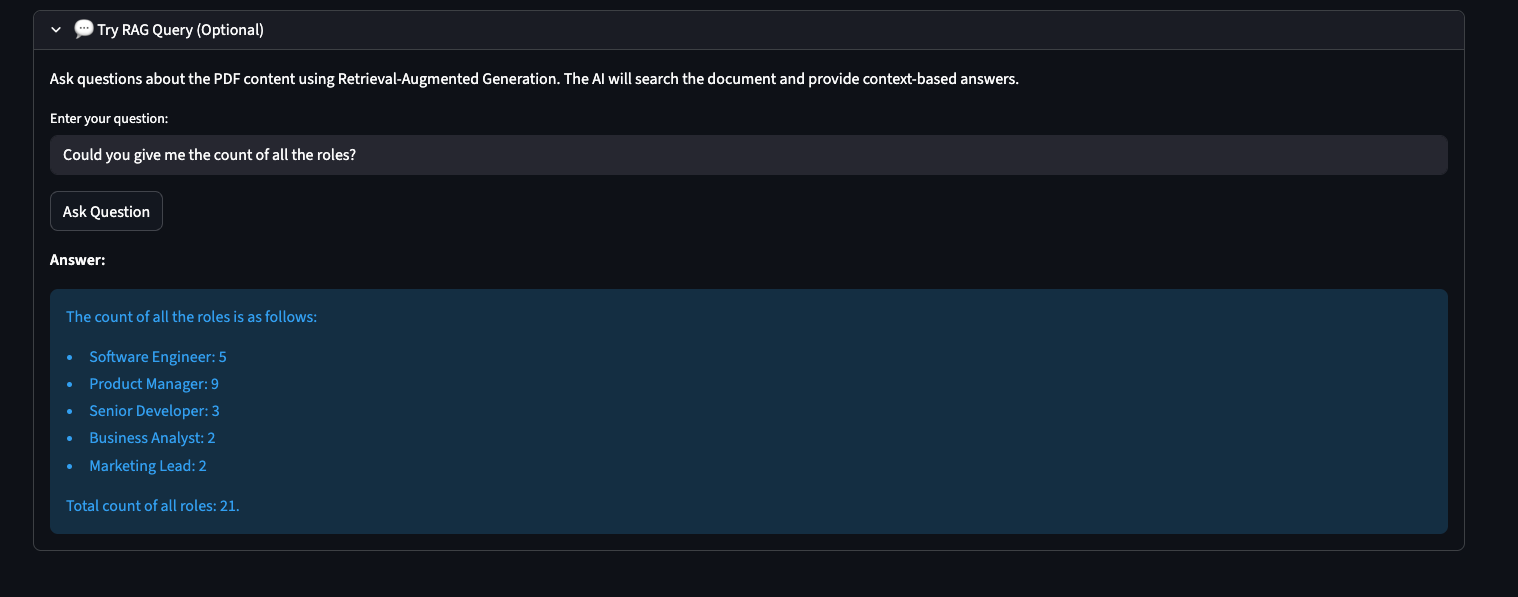 💬 Try RAG Query (Optional)
Ask questions about the PDF content using Retrieval-Augmented Generation. The AI will search the document and provide context-based answers.
Enter your question:
Could you give me the count of all the roles?
Ask Question
Answer:
The count of all the roles is as follows:
• Software Engineer: 5
• Product Manager: 9
• Senior Developer: 3
• Business Analyst: 2
• Marketing Lead: 2
Total count of all roles: 21.